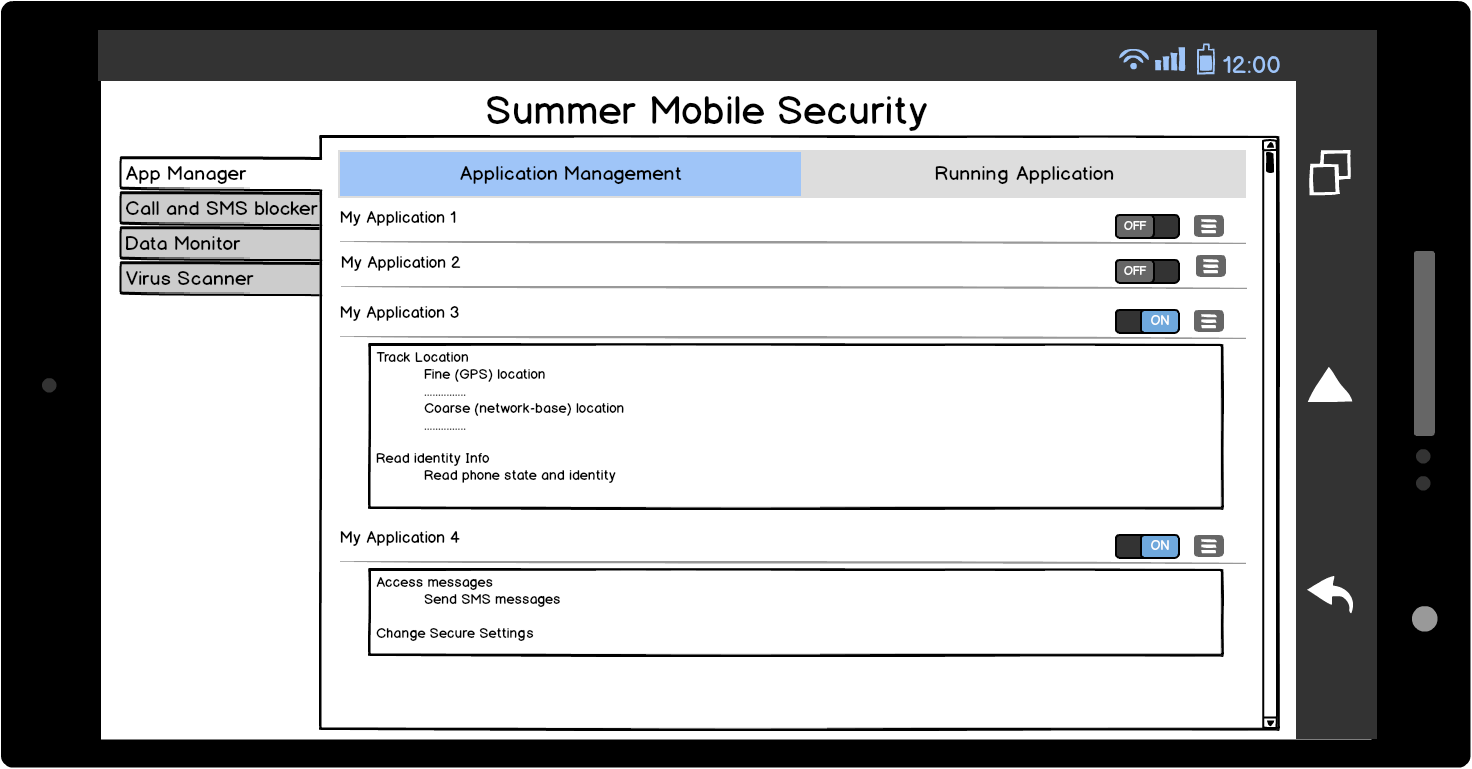 12:00
Summer Mobile Security
App Manager
Call and SMS blocker
Data Monitor
Virus Scanner
Application Management
Running Application
My Application 1
OFF
My Application 2
OFF
My Application 3
ON
Track Location
Fine (GPS) location
...............
Coarse (network-base) location
...............
Read identity Info
Read phone state and identity
My Application 4
ON
Access messages
Send SMS messages
Change Secure Settings